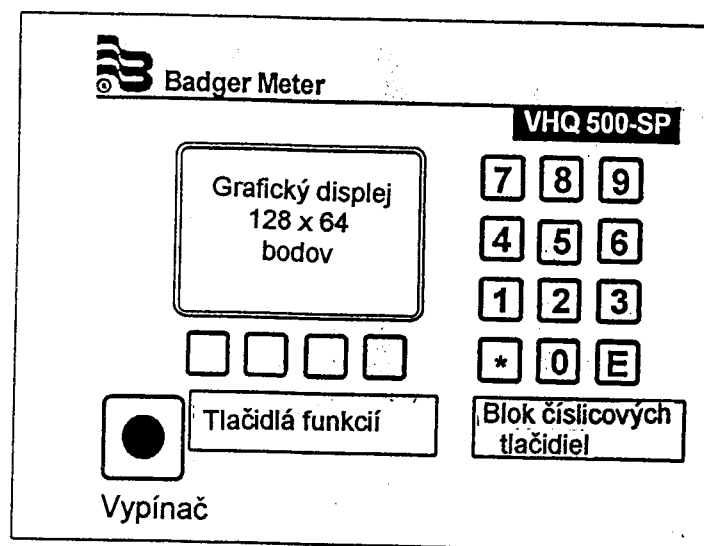 Badger Meter
VHQ 500-SP
Grafický displej
128 x 64
bodov
7 8 9
4 5 6
1 2 3
* 0 E
Tlačidlá funkcií
Blok číslicových
tlačidiel
Vypínač